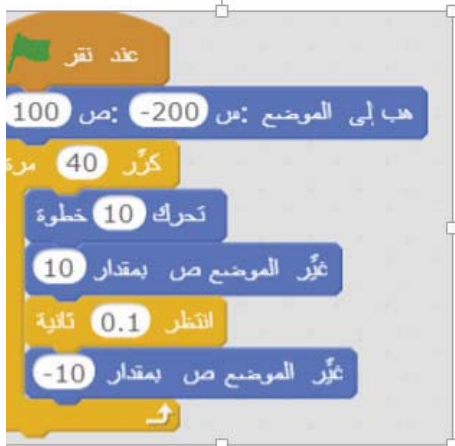 عند نقر
هب إلى الموضع س: -200 ص: 100
كرّر 40 مرة
تحرك 10 خطوة
غيّر الموضع ص بمقدار 10
انتظر 0.1 ثانية
غيّر الموضع ص بمقدار -10